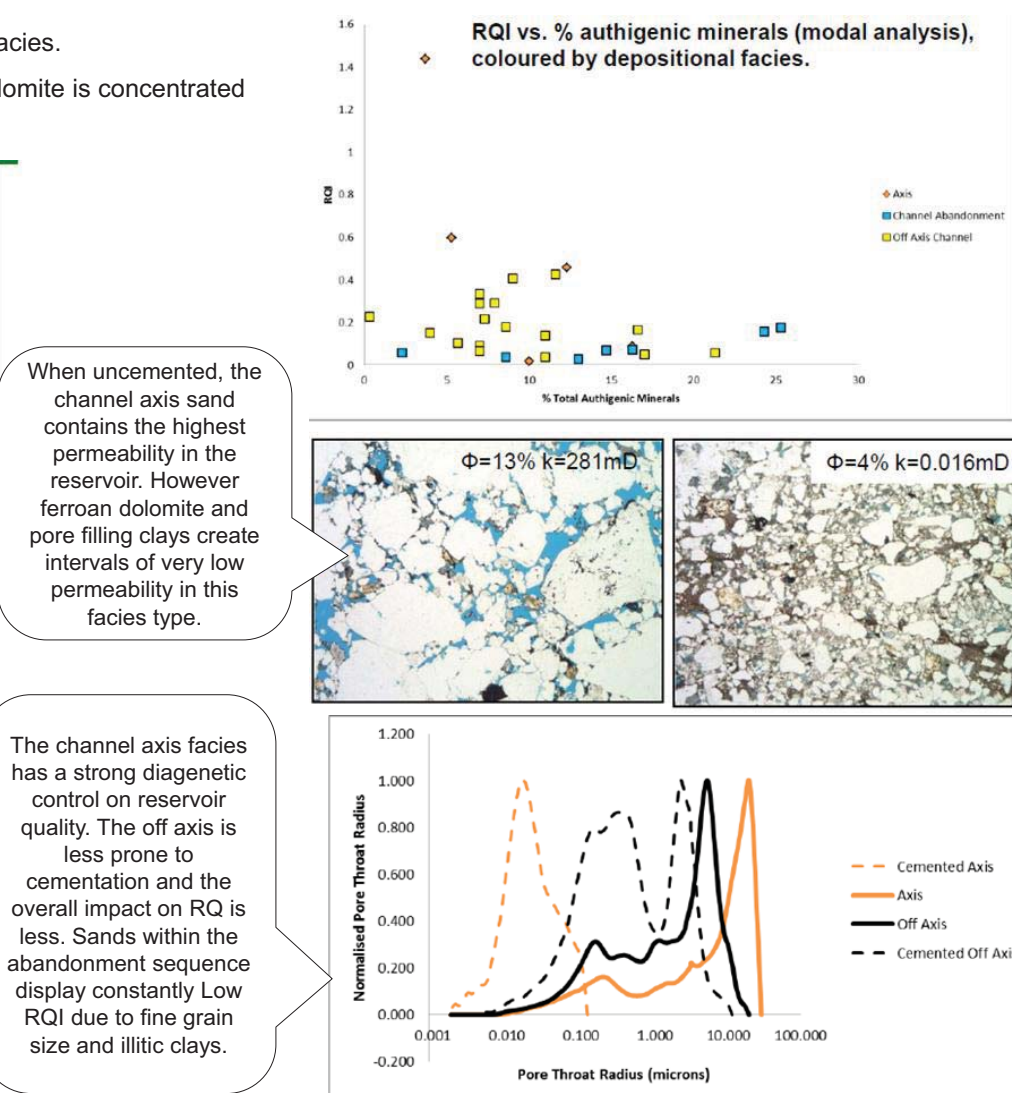 acies.
lomite is concentrated
RQI vs. % authigenic minerals (modal analysis),
coloured by depositional facies.
1.6
1.4
1.2
1
0.8
0.6
0.4
0.2
0
RQI
0 5 10 15 20 25 30
% Total Authigenic Minerals
Axis
Channel Abandonment
Off Axis Channel
When uncemented, the
channel axis sand
contains the highest
permeability in the
reservoir. However
ferroan dolomite and
pore filling clays create
intervals of very low
permeability in this
facies type.
Φ=13% k=281mD
Φ=4% k=0.016mD
The channel axis facies
has a strong diagenetic
control on reservoir
quality. The off axis is
less prone to
cementation and the
overall impact on RQ is
less. Sands within the
abandonment sequence
display constantly Low
RQI due to fine grain
size and illitic clays.
1.200
1.000
0.800
0.600
0.400
0.200
0.000
-0.200
Normalised Pore Throat Radius
0.001 0.010 0.100 1.000 10.000 100.000
Pore Throat Radius (microns)
Cemented Axis
Axis
Off Axis
Cemented Off Axi